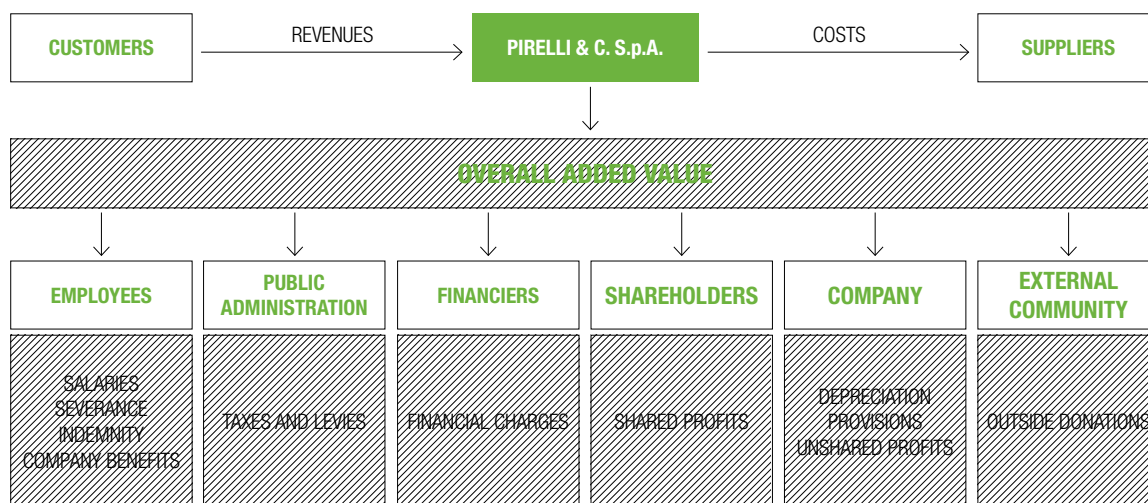 CUSTOMERS
REVENUES
PIRELLI & C. S.p.A.
COSTS
SUPPLIERS
OVERALL ADDED VALUE
EMPLOYEES
PUBLIC
ADMINISTRATION
FINANCIERS
SHAREHOLDERS
COMPANY
EXTERNAL
COMMUNITY
SALARIES
SEVERANCE
INDEMNITY
COMPANY BENEFITS
TAXES AND LEVIES
FINANCIAL CHARGES
SHARED PROFITS
DEPRECIATION
PROVISIONS
UNSHARED PROFITS
OUTSIDE DONATIONS